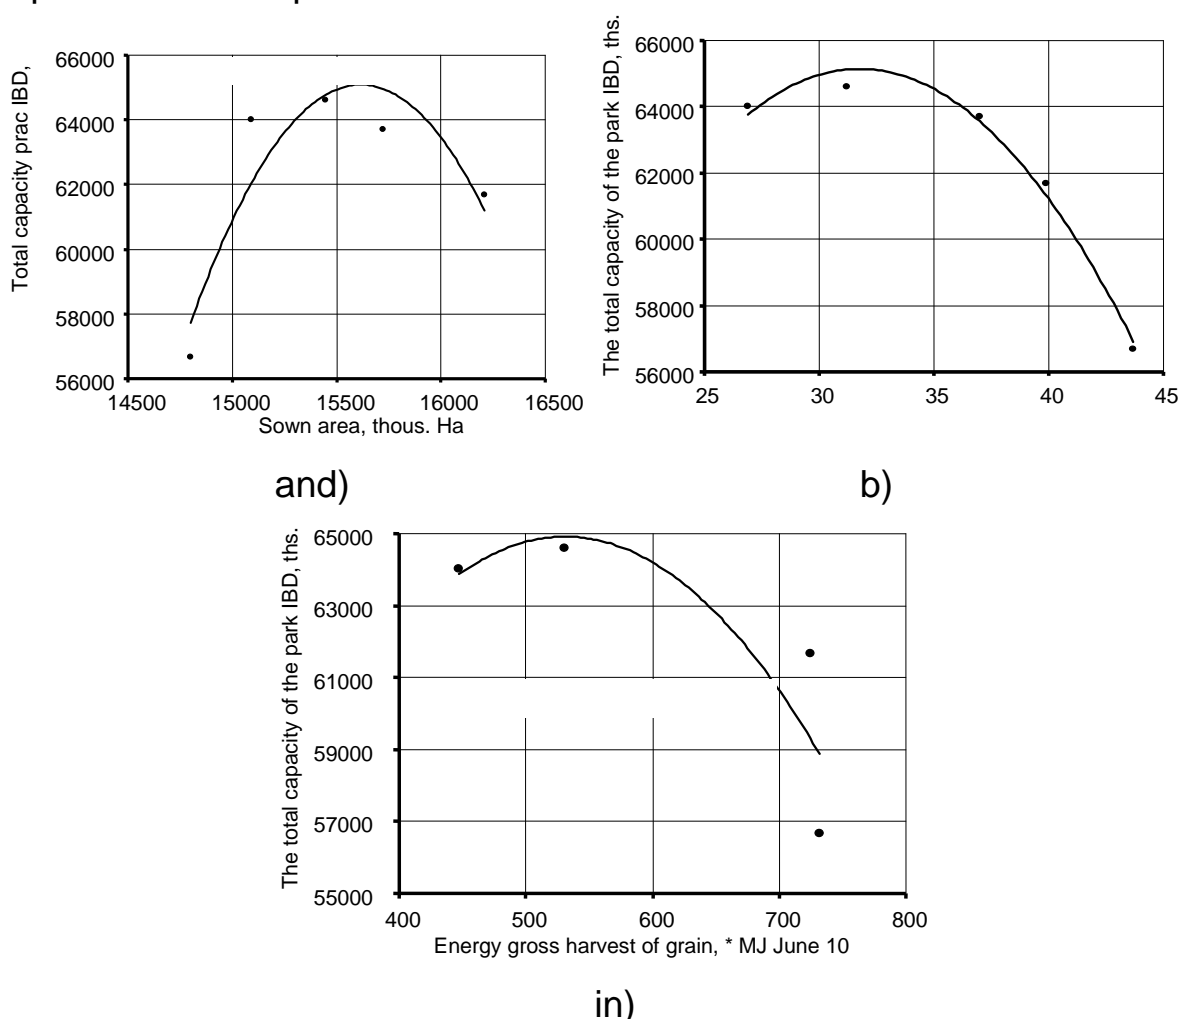 66000
64000
62000
60000
58000
56000
14500 15000 15500 16000 16500
Total capacity prac IBD,
Sown area, thous. Ha
and)
66000
64000
62000
60000
58000
56000
25 30 35 40 45
The total capacity of the park IBD, ths.
b)
65000
63000
61000
59000
57000
55000
400 500 600 700 800
The total capacity of the park IBD, ths.
Energy gross harvest of grain, * MJ June 10
in)